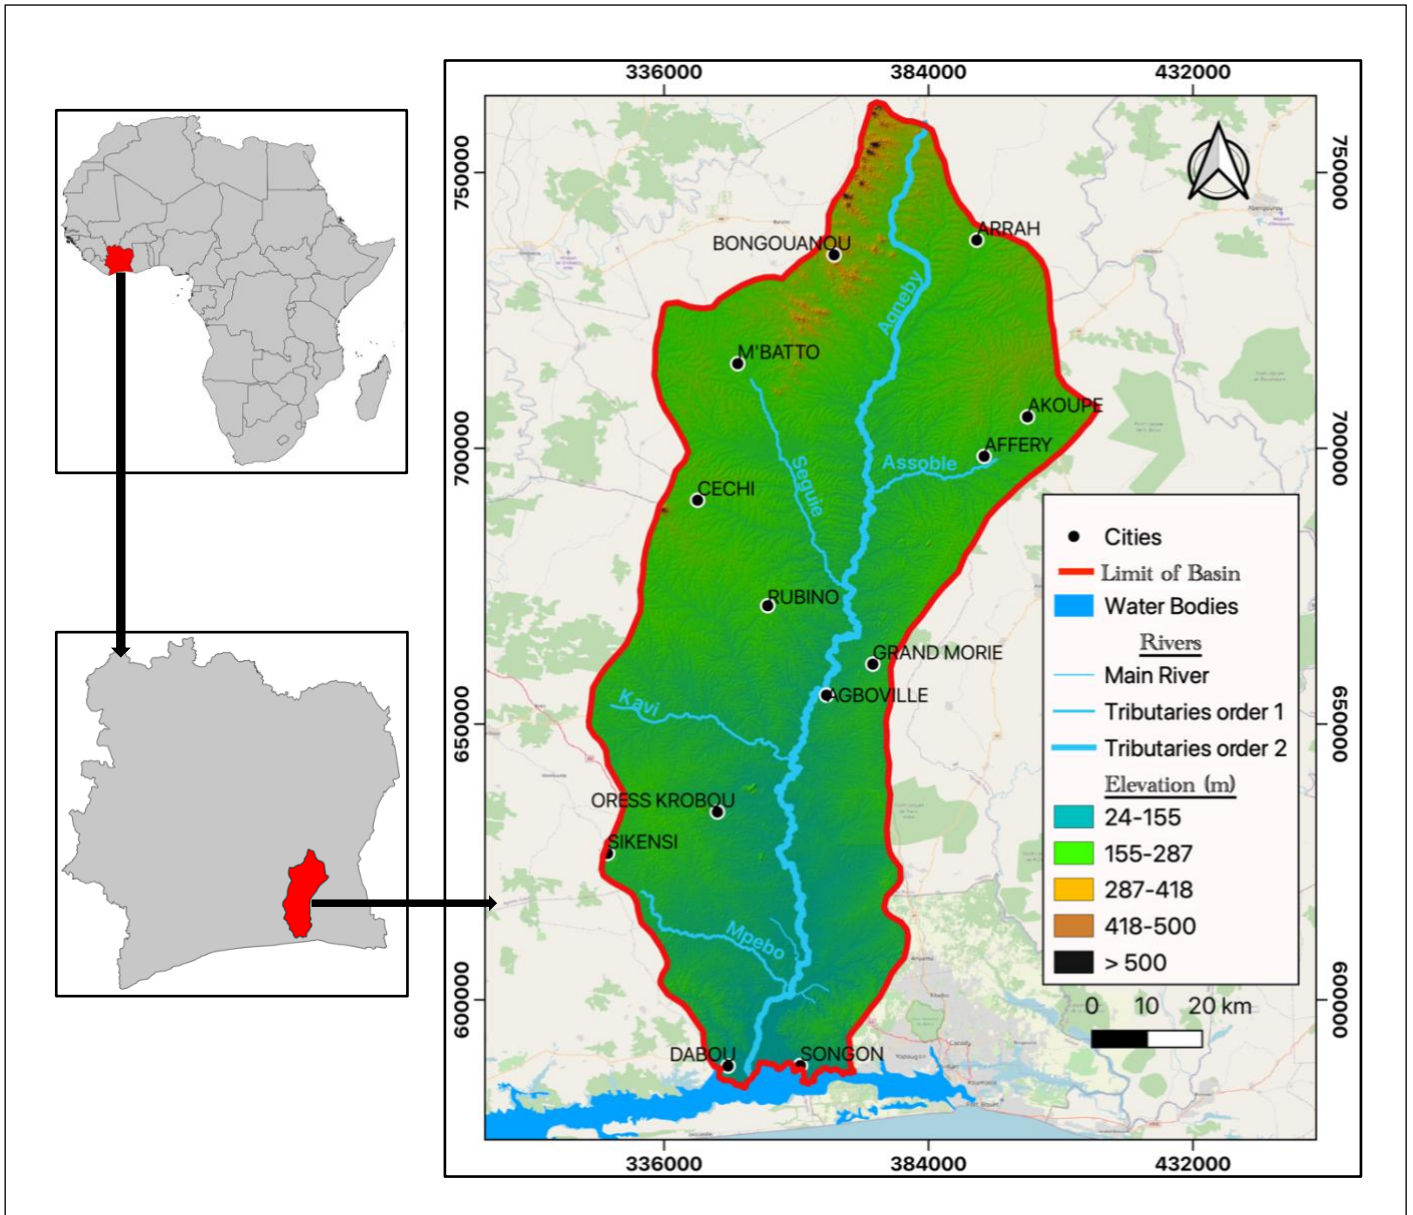 336000
384000
432000
750000
750000
ARRAH
BONGOUANOU
Agneby
M'BATTO
AKOUPE
AFFERY
700000
700000
Assoble
Seguie
CECHI
Cities
Limit of Basin
RUBINO
Water Bodies
Rivers
GRAND MORIE
Main River
AGBOVILLE
Kavi
650000
650000
Tributaries order 1
Tributaries order 2
Elevation (m)
ORESS KROBOU
24-155
SIKENSI
155-287
287-418
418-500
Mpebo
> 500
600000
600000
0 10 20 km
DABOU
SONGON
336000
384000
432000